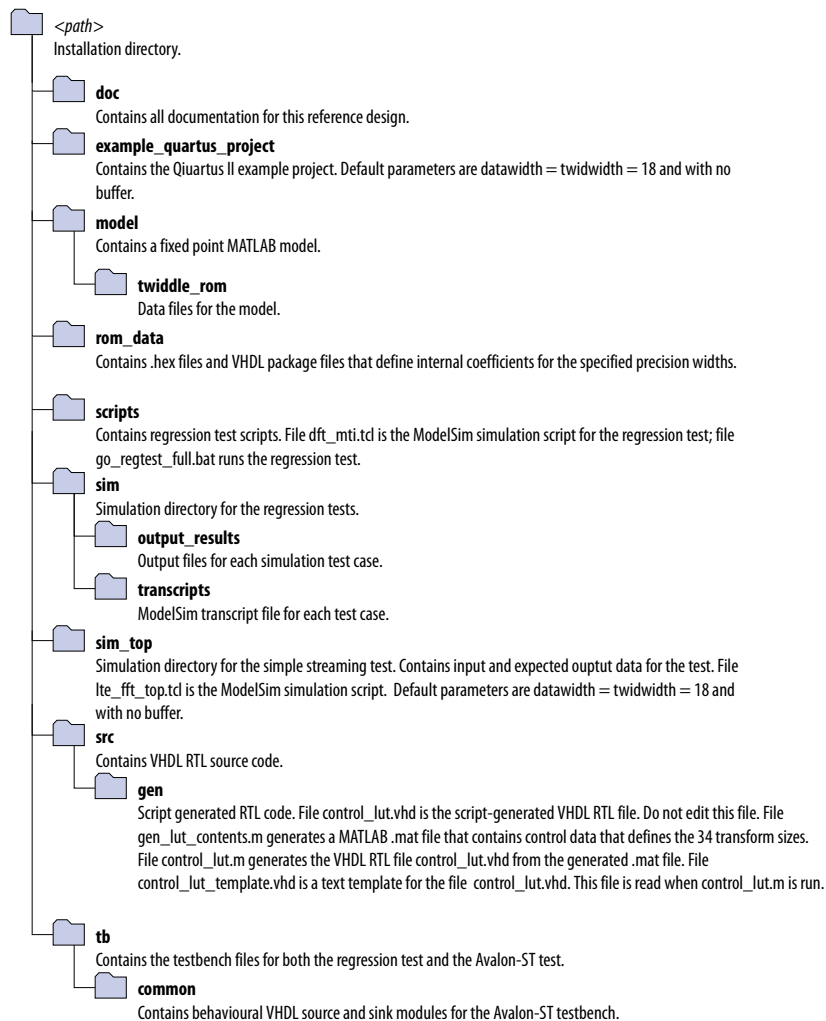 <path>
Installation directory.
doc
Contains all documentation for this reference design.
example_quartus_project
Contains the Qiuartus II example project. Default parameters are datawidth = twidwidth = 18 and with no
buffer.
model
Contains a fixed point MATLAB model.
twiddle_rom
Data files for the model.
rom_data
Contains .hex files and VHDL package files that define internal coefficients for the specified precision widths.
scripts
Contains regression test scripts. File dft_mti.tcl is the ModelSim simulation script for the regression test; file
go_regtest_full.bat runs the regression test.
sim
Simulation directory for the regression tests.
output_results
Output files for each simulation test case.
transcripts
ModelSim transcript file for each test case.
sim_top
Simulation directory for the simple streaming test. Contains input and expected ouptut data for the test. File
lte_fft_top.tcl is the ModelSim simulation script. Default parameters are datawidth = twidwidth = 18 and
with no buffer.
src
Contains VHDL RTL source code.
gen
Script generated RTL code. File control_lut.vhd is the script-generated VHDL RTL file. Do not edit this file. File
gen_lut_contents.m generates a MATLAB .mat file that contains control data that defines the 34 transform sizes.
File control_lut.m generates the VHDL RTL file control_lut.vhd from the generated .mat file. File
control_lut_template.vhd is a text template for the file control_lut.vhd. This file is read when control_lut.m is run.
tb
Contains the testbench files for both the regression test and the Avalon-ST test.
common
Contains behavioural VHDL source and sink modules for the Avalon-ST testbench.